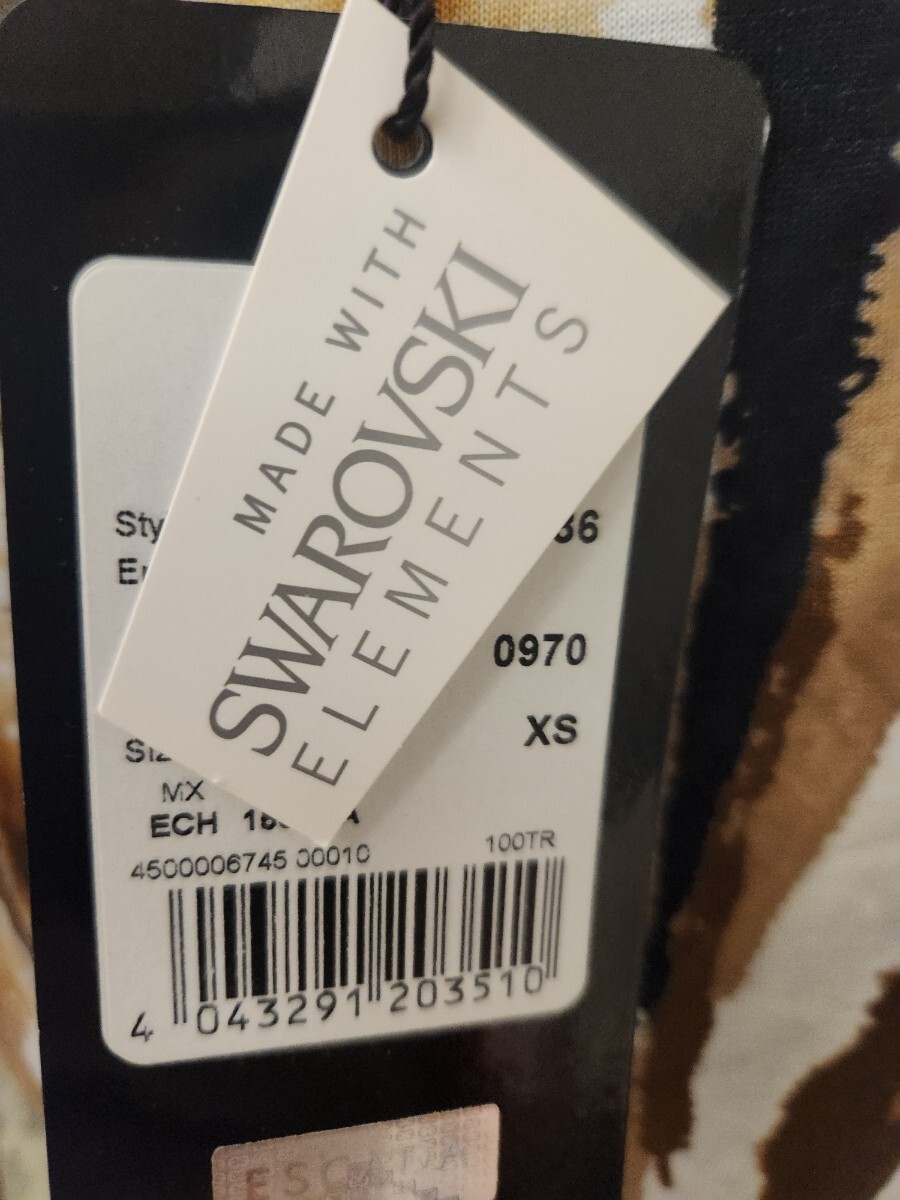 MADE WITH
SWAROVSKI
ELEMENTS
36
0970
XS
MX
ECH
4500006745 00010
100TR
4 043291 203510